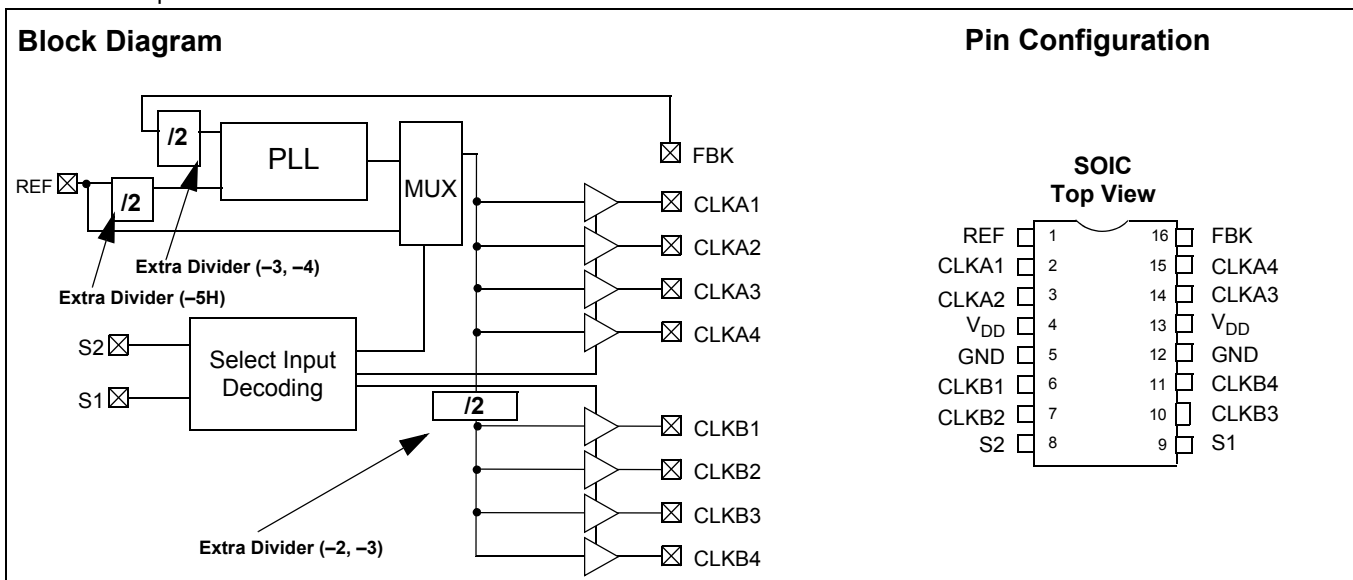 Block Diagram
/2
PLL
MUX
REF
/2
Extra Divider (–3, –4)
Extra Divider (–5H)
S2
S1
Select Input
Decoding
/2
Extra Divider (–2, –3)
FBK
CLKA1
CLKA2
CLKA3
CLKA4
CLKB1
CLKB2
CLKB3
CLKB4
Pin Configuration
SOIC
Top View
REF 1 16 FBK
CLKA1 2 15 CLKA4
CLKA2 3 14 CLKA3
VDD 4 13 VDD
GND 5 12 GND
CLKB1 6 11 CLKB4
CLKB2 7 10 CLKB3
S2 8 9 S1